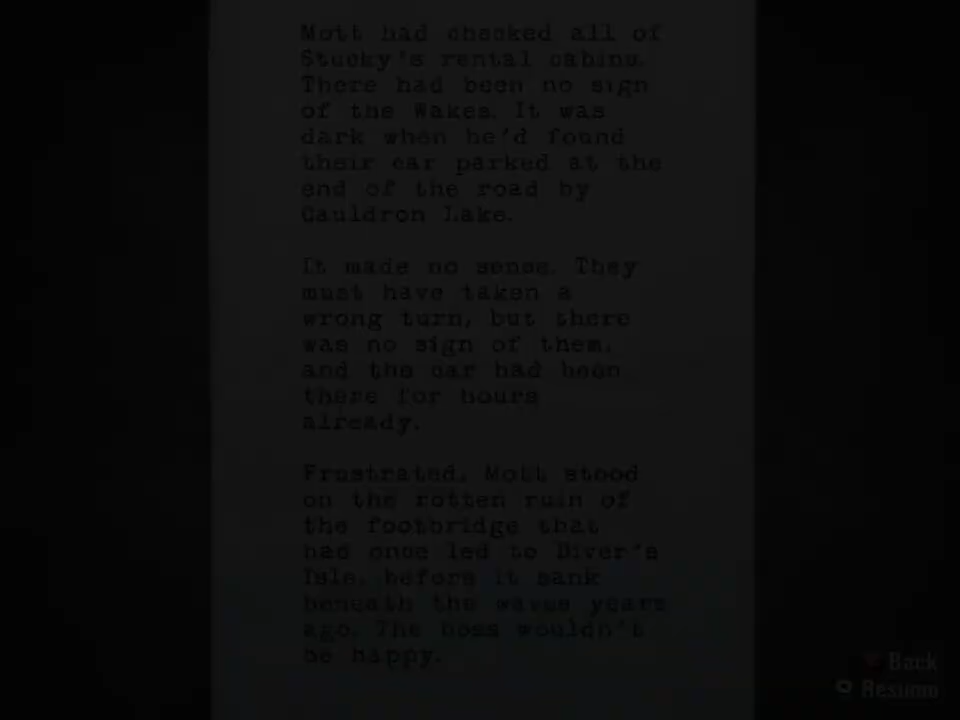 Mott had checked all of
Stucky's rental cabins.
There had been no sign
of the Wakes. It was
dark when he'd found
their car parked at the
end of the road by
Cauldron Lake.
It made no sense. They
must have taken a
wrong turn, but there
was no sign of them,
and the car had been
there for hours
already.
Frustrated, Mott stood
on the rotten ruin of
the footbridge that
had once led to Diver's
Isle, before it sank
beneath the waves years
ago. The boss wouldn't
be happy.
Back
Resume